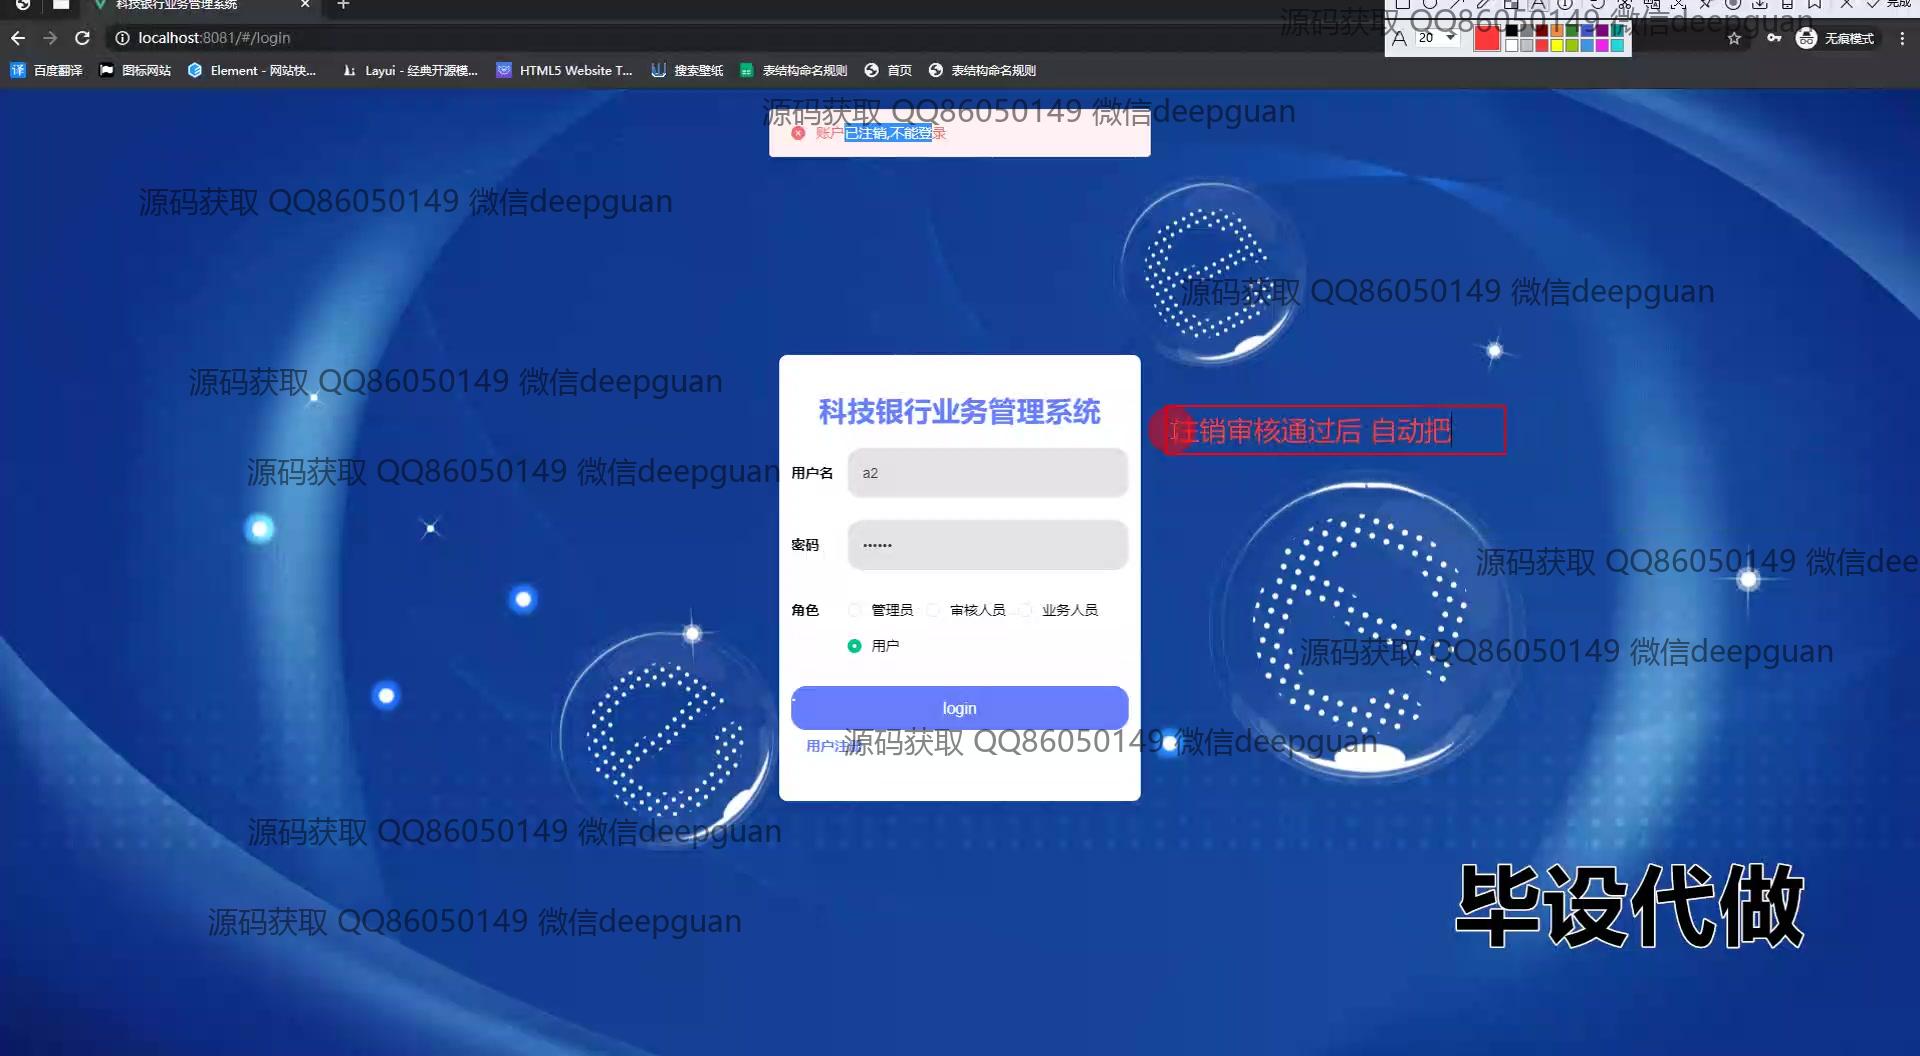 科技银行业务管理系统
完成
localhost:8081/#/login
A 20
无痕模式
百度翻译 图标网站 Element - 网站快... Layui - 经典开源模... HTML5 Website T... 搜索壁纸 表结构命名规则 首页 表结构命名规则
源码获取 QQ86050149 微信deepguan
源码获取 QQ86050149 微信deepguan
账户已注销,不能登录
源码获取 QQ86050149 微信deepguan
源码获取 QQ86050149 微信deepguan
源码获取 QQ86050149 微信deepguan
科技银行业务管理系统
注销审核通过后 自动把
用户名 a2
源码获取 QQ86050149 微信deepguan
密码 ••••••
源码获取 QQ86050149 微信dee
角色 管理员 审核人员 业务人员
用户
源码获取 QQ86050149 微信deepguan
login
用户注册
源码获取 QQ86050149 微信deepguan
源码获取 QQ86050149 微信deepguan
毕设代做
源码获取 QQ86050149 微信deepguan